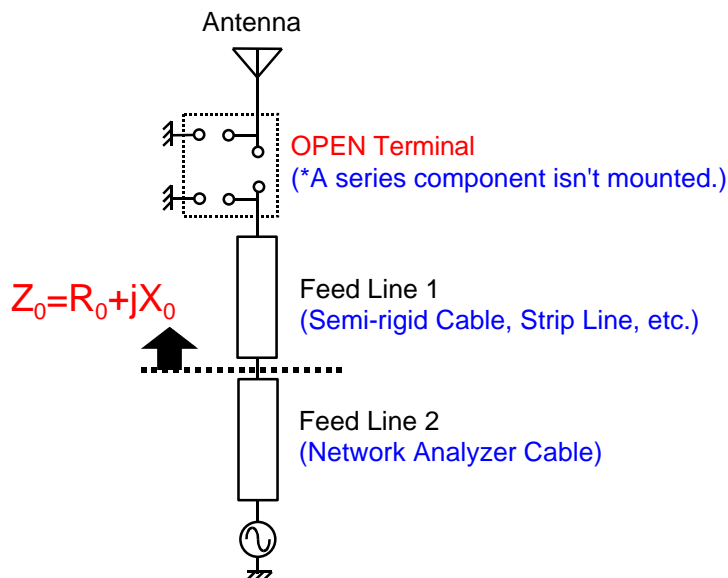 Antenna
OPEN Terminal
(*A series component isn't mounted.)
Z₀=R₀+jX₀
Feed Line 1
(Semi-rigid Cable, Strip Line, etc.)
Feed Line 2
(Network Analyzer Cable)